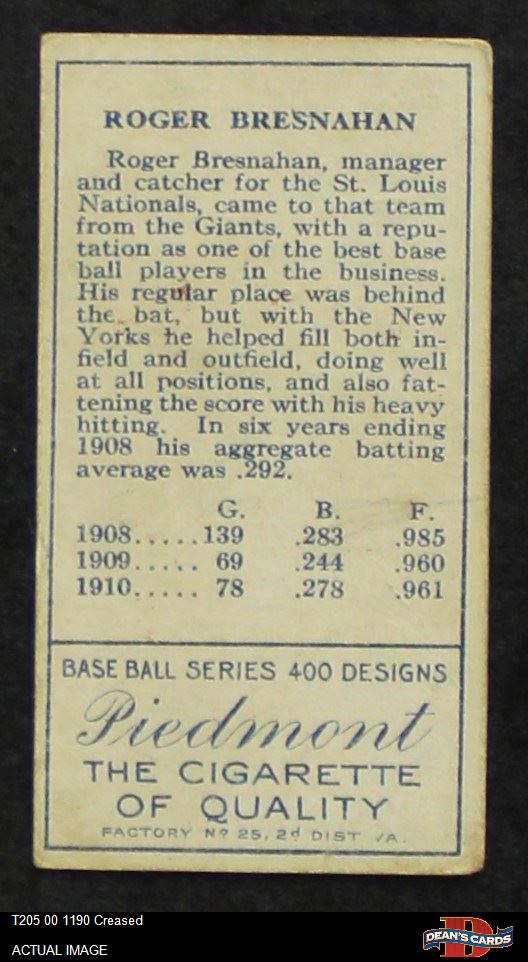 ROGER BRESNAHAN
Roger Bresnahan, manager
and catcher for the St. Louis
Nationals, came to that team
from the Giants, with a repu-
tation as one of the best base
ball players in the business.
His regular place was behind
the bat, but with the New
Yorks he helped fill both in-
field and outfield, doing well
at all positions, and also fat-
tening the score with his heavy
hitting. In six years ending
1908 his aggregate batting
average was .292.
G. B. F.
1908.....139 .283 .985
1909..... 69 .244 .960
1910..... 78 .278 .961
BASE BALL SERIES 400 DESIGNS
Piedmont
THE CIGARETTE
OF QUALITY
FACTORY Nº 25, 2d DIST VA.
T205 00 1190 Creased
ACTUAL IMAGE
D
DEAN'S CARDS